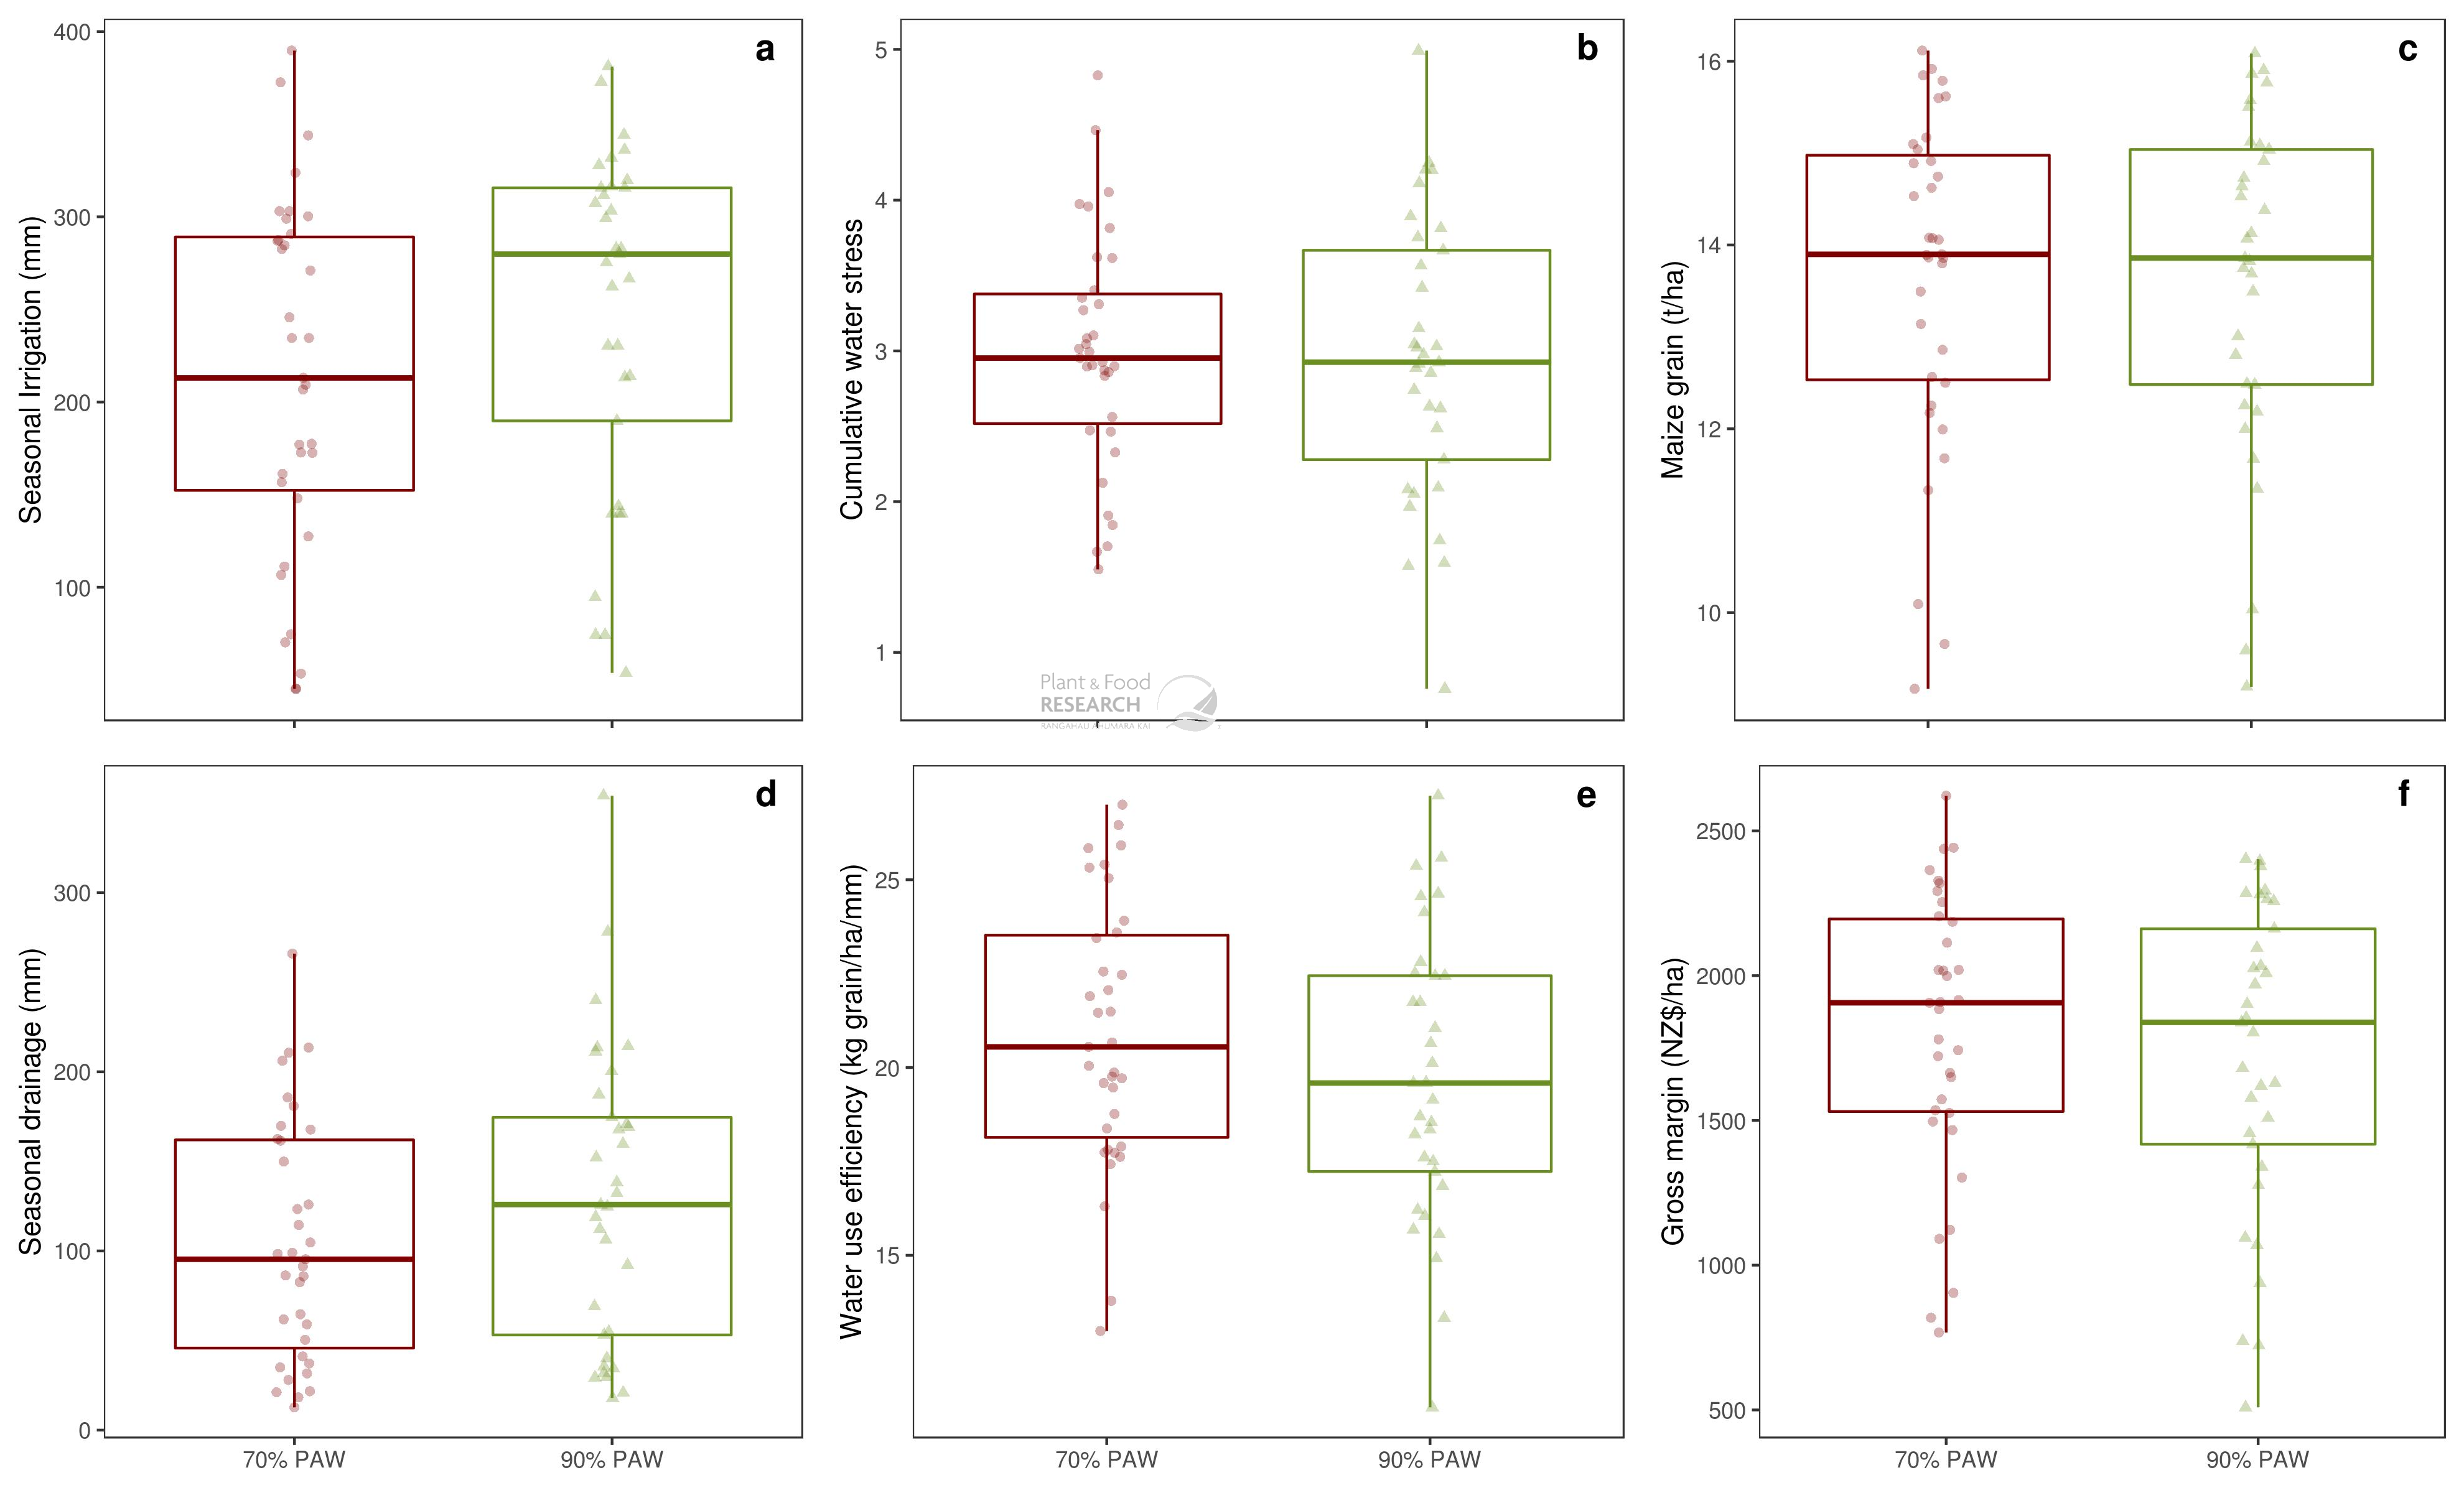 a
400
300
200
100
Seasonal Irrigation (mm)
b
5
4
3
2
1
Cumulative water stress
Plant & Food
RESEARCH
RANGAHAU AHUMĀRA KAI
c
16
14
12
10
Maize grain (t/ha)
d
300
200
100
0
Seasonal drainage (mm)
70% PAW
90% PAW
e
25
20
15
Water use efficiency (kg grain/ha/mm)
70% PAW
90% PAW
f
2500
2000
1500
1000
500
Gross margin (NZ$/ha)
70% PAW
90% PAW